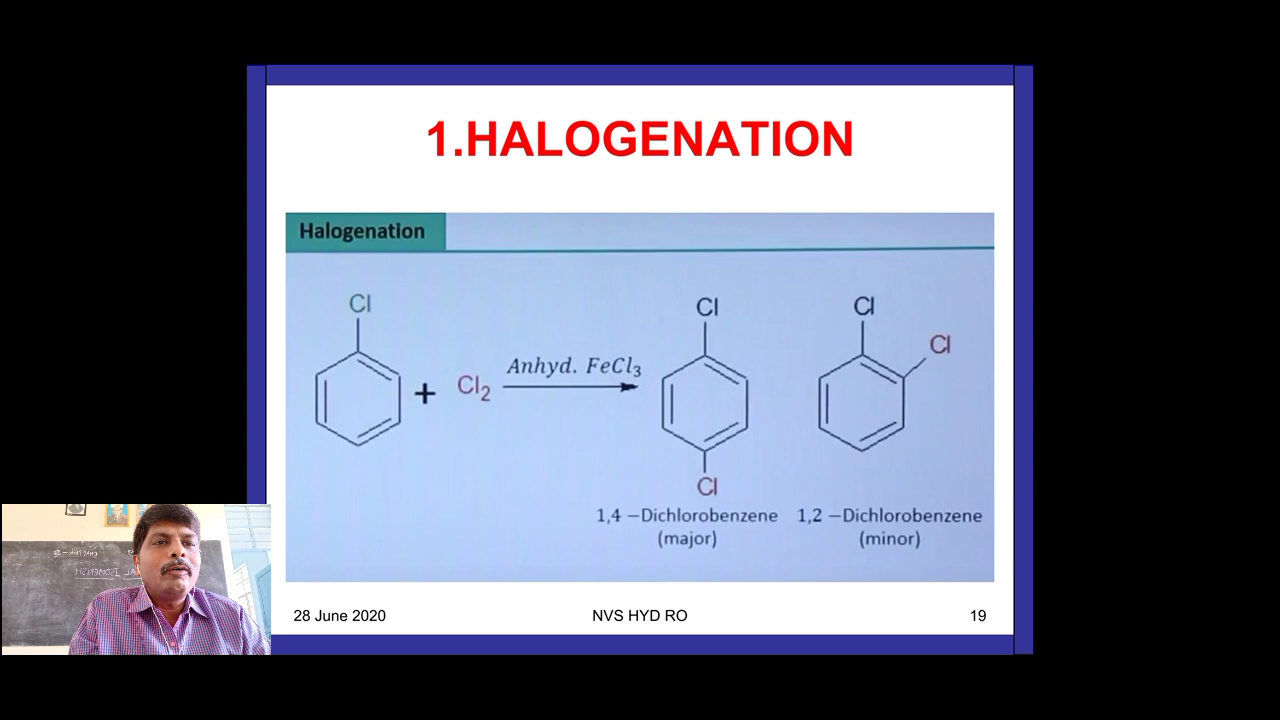 1.HALOGENATION
Halogenation
Cl
+ Cl2
Anhyd. FeCl3
Cl
Cl
1,4 –Dichlorobenzene
(major)
Cl
Cl
1,2 –Dichlorobenzene
(minor)
28 June 2020
NVS HYD RO
19